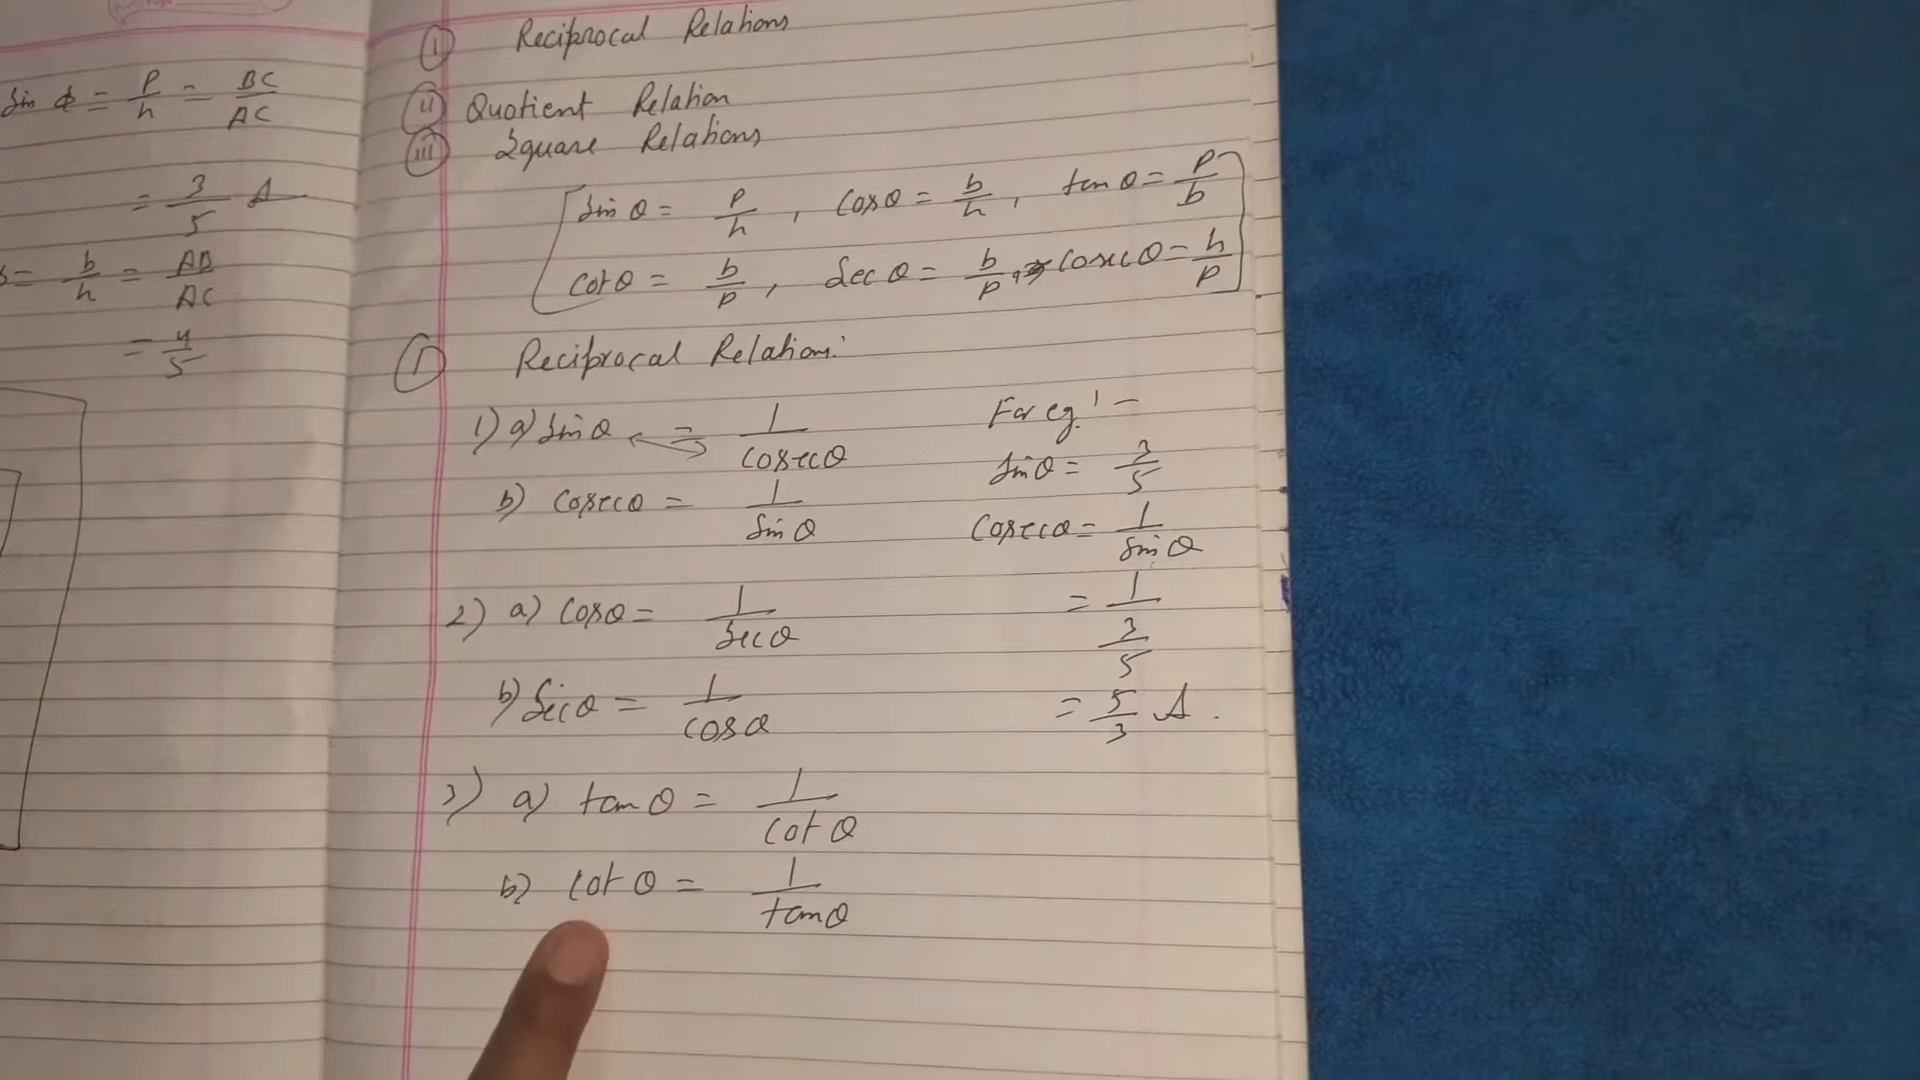 sin ϕ = p/h = BC/AC
= 3/5 A
= b/h = AB/AC
= 4/5
(I) Reciprocal Relations
(II) Quotient Relation
(III) Square Relations
sin θ = p/h , cos θ = b/h , tan θ = p/b
cot θ = b/p , sec θ = b/p , cosec θ = h/p
(I) Reciprocal Relation:
1) a) sin θ = 1/cosec θ
b) cosec θ = 1/sin θ
2) a) cos θ = 1/sec θ
b) sec θ = 1/cos θ
3) a) tan θ = 1/cot θ
b) cot θ = 1/tan θ
For eg! –
sin θ = 3/5
cosec θ = 1/sin θ
= 1/(3/5)
= 5/3 A.